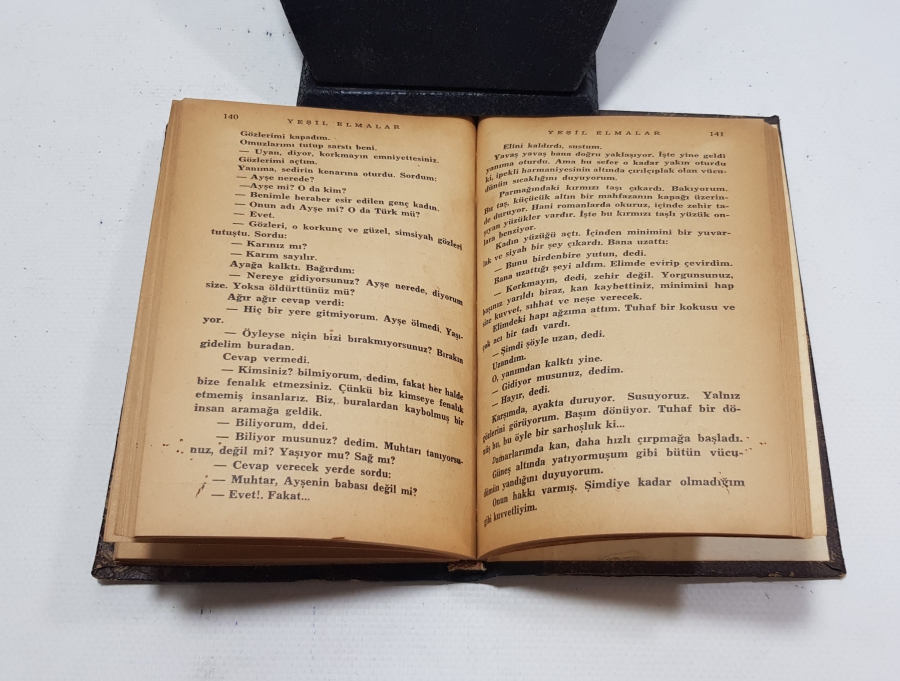 140
YEŞİL ELMALAR
Gözlerimi kapadım.
Omuzlarımı tutup sarstı beni.
— Uyan, diyor, korkmayın emniyettesiniz.
Gözlerimi açtım.
Yanıma, sedirin kenarına oturdu. Sordum:
— Ayşe nerede?
— Ayşe mi? O da kim?
— Benimle beraber esir edilen genç kadın.
— Onun adı Ayşe mi? O da Türk mü?
— Evet.
— Gözleri, o korkunç ve güzel, simsiyah gözleri
tutuştu. Sordu:
— Karınız mı?
— Karım sayılır.
Ayağa kalktı. Bağırdım:
— Nereye gidiyorsunuz? Ayşe nerede, diyorum
size. Yoksa öldürttünüz mü?
Ağır ağır cevap verdi:
— Hiç bir yere gitmiyorum. Ayşe ölmedi. Yaşı-
yor.
— Öyleyse niçin bizi bırakmıyorsunuz? Bırakın
gidelim buradan.
Cevap vermedi.
— Kimsiniz? bilmiyorum, dedim, fakat her halde
bize fenalık etmezsiniz. Çünkü biz kimseye fenalık
etmemiş insanlarız. Biz, buralardan kaybolmuş bir
insan aramağa geldik.
— Biliyorum, ddei.
— Biliyor musunuz? dedim. Muhtarı tanıyorsu-
nuz, değil mi? Yaşıyor mu? Sağ mı?
— Cevap verecek yerde sordu:
— Muhtar, Ayşenin babası değil mi?
— Evet!. Fakat...
YEŞİL ELMALAR
141
Elini kaldırdı, sustum.
Yavaş yavaş bana doğru yaklaşıyor. İşte yine geldi
yanıma oturdu. Ama bu sefer o kadar yakın oturdu
ki, ipekli harmaniyesinin altında çırılçıplak olan vücu-
dünün sıcaklığını duyuyorum.
Parmağındaki kırmızı taşı çıkardı. Bakıyorum.
Bu taş, küçücük altın bir mahfazanın kapağı üzerin-
de duruyor. Hani romanlarda okuruz, içinde zehir ta-
şıyan yüzükler vardır. İşte bu kırmızı taşlı yüzük on-
lara benziyor.
Kadın yüzüğü açtı. İçinden minimini bir yuvar-
lak ve siyah bir şey çıkardı. Bana uzattı:
— Bunu birdenbire yutun, dedi.
Bana uzattığı şeyi aldım. Elimde evirip çevirdim.
— Korkmayın, dedi, zehir değil. Yorgunsunuz,
başınız yarıldı biraz, kan kaybettiniz, minimini hap
size kuvvet, sıhhat ve neşe verecek.
Elimdeki hapı ağzıma attım. Tuhaf bir kokusu ve
çok acı bir tadı vardı.
— Şimdi şöyle uzan, dedi.
Uzandım.
O, yanımdan kalktı yine.
— Gidiyor musunuz, dedim.
— Hayır, dedi.
Karşımda, ayakta duruyor. Susuyoruz. Yalnız
gözlerini görüyorum. Başım dönüyor. Tuhaf bir dö-
nüş bu, bu öyle bir sarhoşluk ki...
Damarlarımda kan, daha hızlı çırpmağa başladı.
Güneş altında yatıyormuşum gibi bütün vücu-
dümün yandığını duyuyorum.
Onun hakkı varmış. Şimdiye kadar olmadığım
gibi kuvvetliyim.